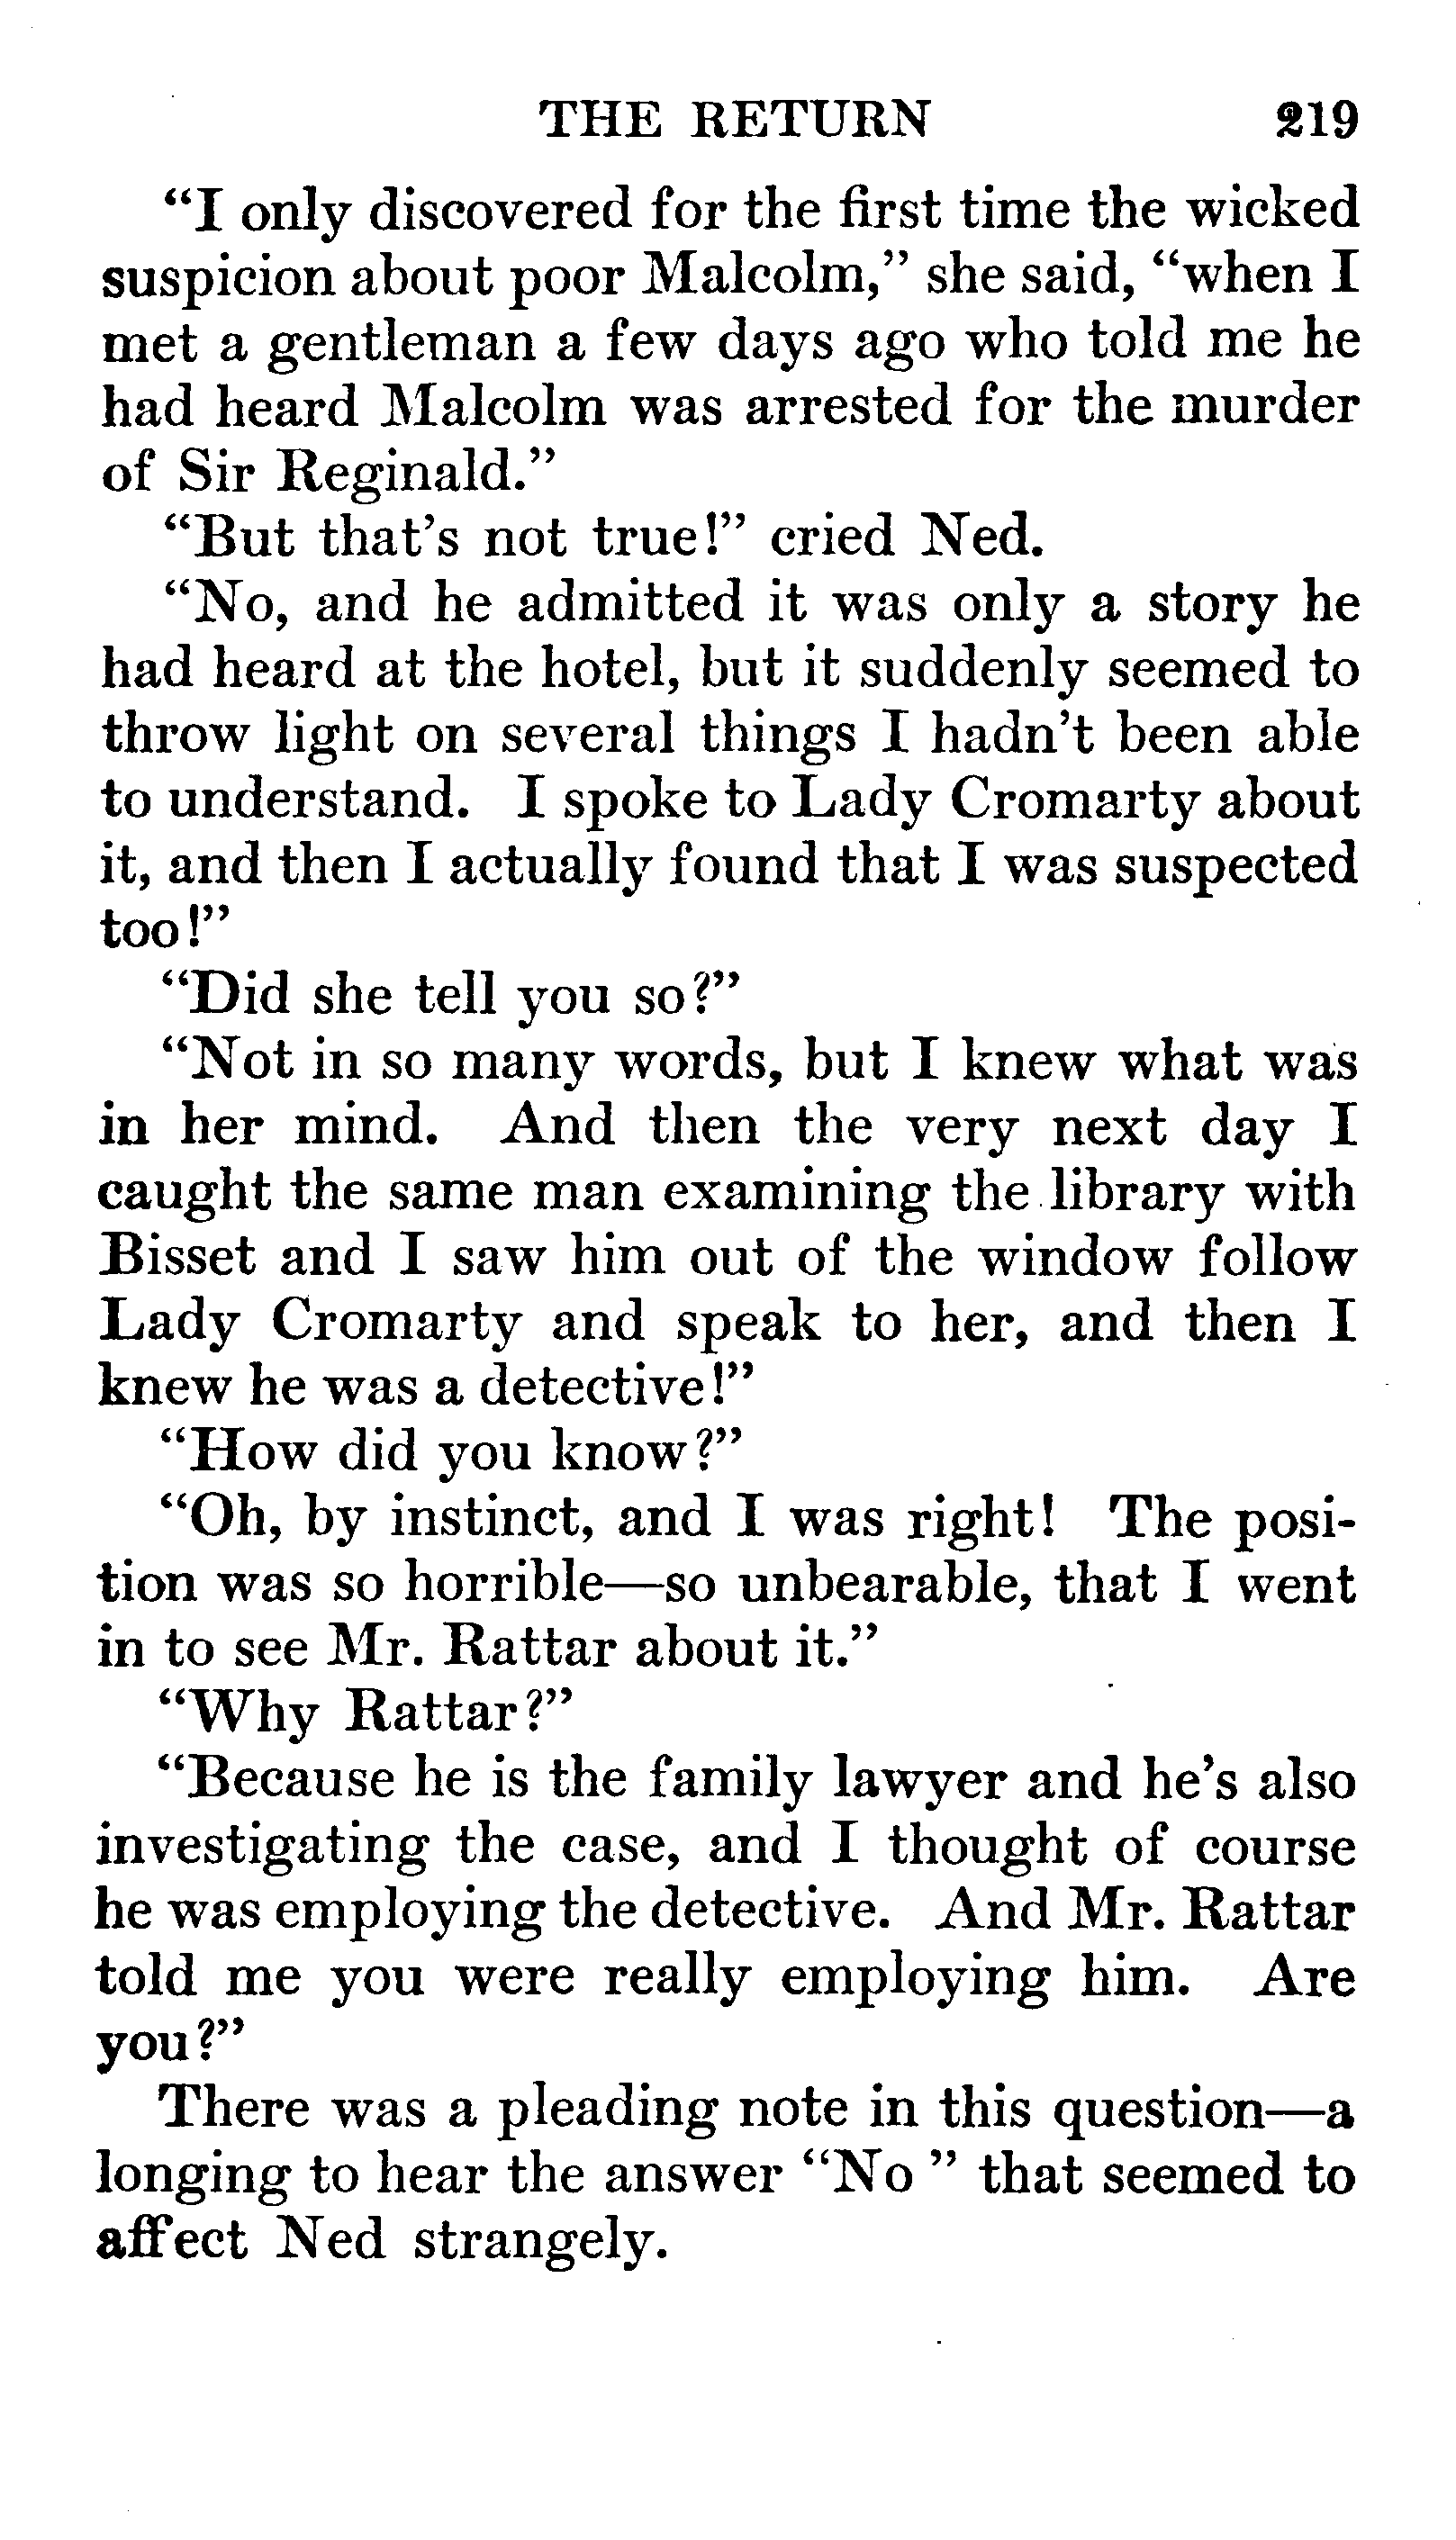 THE RETURN 219
“I only discovered for the first time the wicked
suspicion about poor Malcolm,” she said, “when I
met a gentleman a few days ago who told me he
had heard Malcolm was arrested for the murder
of Sir Reginald.”
“But that’s not true!” cried Ned.
“No, and he admitted it was only a story he
had heard at the hotel, but it suddenly seemed to
throw light on several things I hadn’t been able
to understand. I spoke to Lady Cromarty about
it, and then I actually found that I was suspected
too!”
“Did she tell you so?”
“Not in so many words, but I knew what was
in her mind. And then the very next day I
caught the same man examining the library with
Bisset and I saw him out of the window follow
Lady Cromarty and speak to her, and then I
knew he was a detective!”
“How did you know?”
“Oh, by instinct, and I was right! The posi-
tion was so horrible—so unbearable, that I went
in to see Mr. Rattar about it.”
“Why Rattar?”
“Because he is the family lawyer and he’s also
investigating the case, and I thought of course
he was employing the detective. And Mr. Rattar
told me you were really employing him. Are
you?”
There was a pleading note in this question—a
longing to hear the answer “No ” that seemed to
affect Ned strangely.